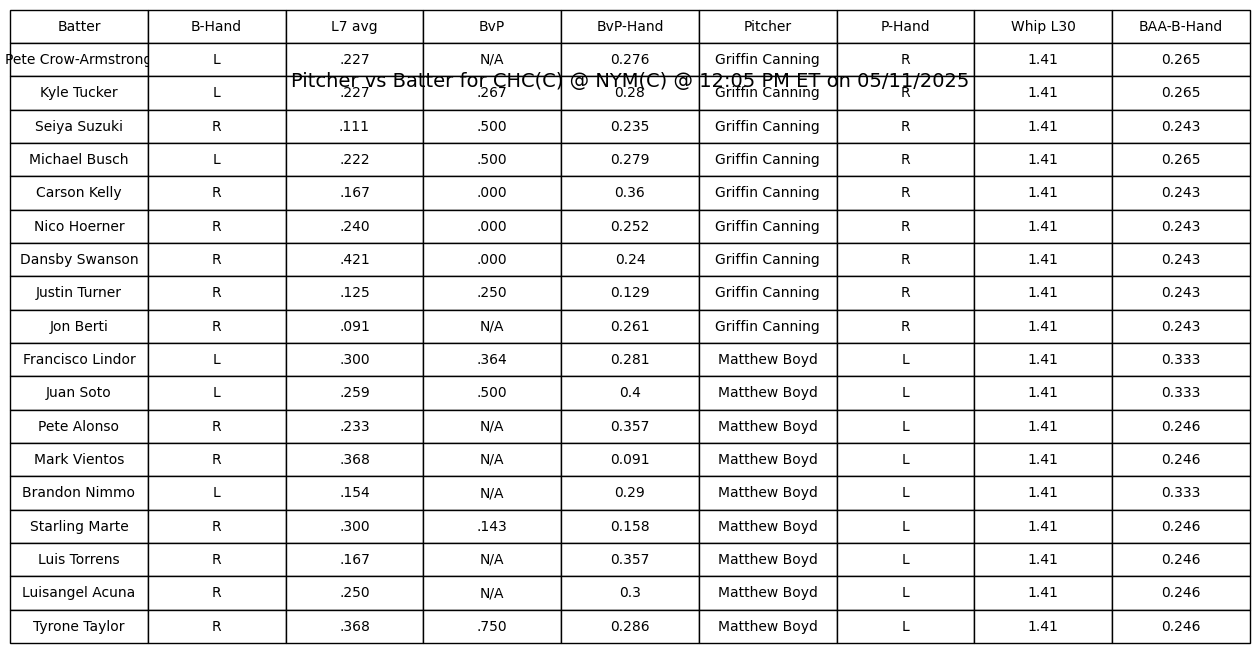 Batter B-Hand L7 avg BvP BvP-Hand Pitcher P-Hand Whip L30 BAA-B-Hand
Pete Crow-Armstrong L .227 N/A 0.276 Griffin Canning R 1.41 0.265
Pitcher vs Batter for CHC(C) @ NYM(C) @ 12:05 PM ET on 05/11/2025
Kyle Tucker L .227 .267 0.28 Griffin Canning R 1.41 0.265
Seiya Suzuki R .111 .500 0.235 Griffin Canning R 1.41 0.243
Michael Busch L .222 .500 0.279 Griffin Canning R 1.41 0.265
Carson Kelly R .167 .000 0.36 Griffin Canning R 1.41 0.243
Nico Hoerner R .240 .000 0.252 Griffin Canning R 1.41 0.243
Dansby Swanson R .421 .000 0.24 Griffin Canning R 1.41 0.243
Justin Turner R .125 .250 0.129 Griffin Canning R 1.41 0.243
Jon Berti R .091 N/A 0.261 Griffin Canning R 1.41 0.243
Francisco Lindor L .300 .364 0.281 Matthew Boyd L 1.41 0.333
Juan Soto L .259 .500 0.4 Matthew Boyd L 1.41 0.333
Pete Alonso R .233 N/A 0.357 Matthew Boyd L 1.41 0.246
Mark Vientos R .368 N/A 0.091 Matthew Boyd L 1.41 0.246
Brandon Nimmo L .154 N/A 0.29 Matthew Boyd L 1.41 0.333
Starling Marte R .300 .143 0.158 Matthew Boyd L 1.41 0.246
Luis Torrens R .167 N/A 0.357 Matthew Boyd L 1.41 0.246
Luisangel Acuna R .250 N/A 0.3 Matthew Boyd L 1.41 0.246
Tyrone Taylor R .368 .750 0.286 Matthew Boyd L 1.41 0.246